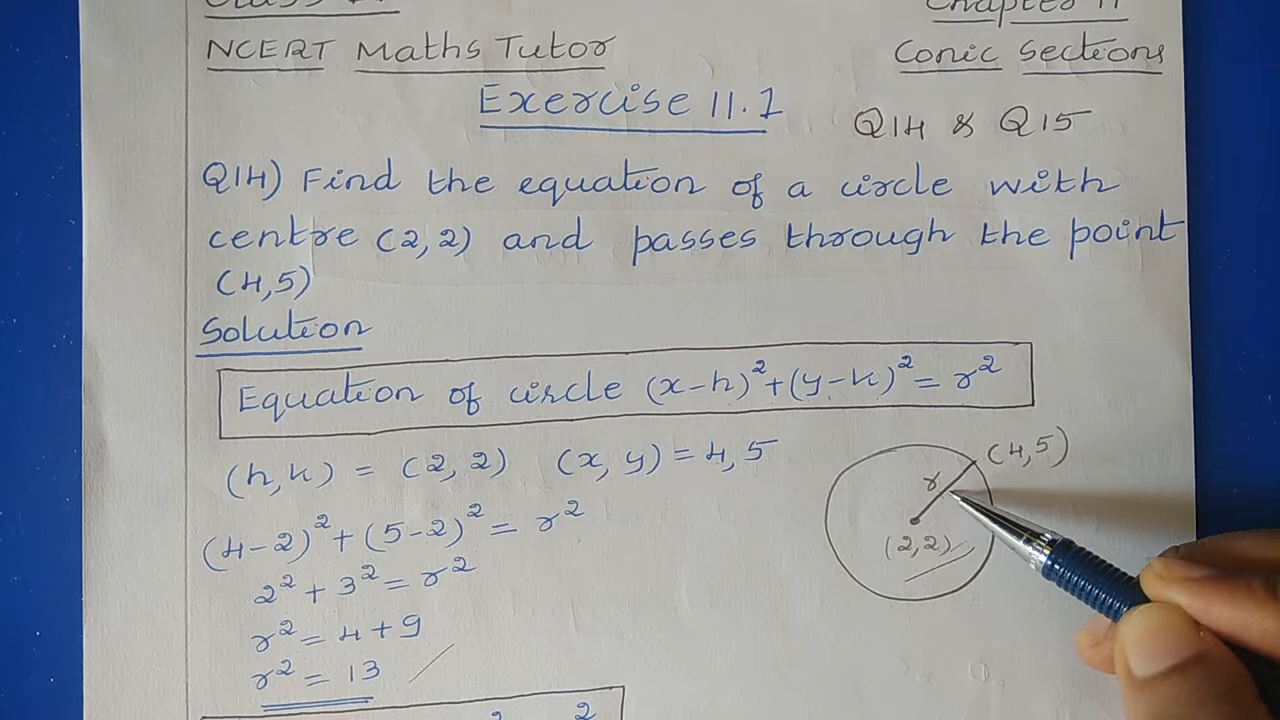 NCERT Maths Tutor
Chapter 11
Conic Sections
Exercise 11.1
Q14 & Q15
Q14) Find the equation of a circle with
centre (2,2) and passes through the point
(4,5)
Solution
Equation of circle (x-h)²+(y-k)² = r²
(h,k) = (2,2) (x,y) = 4,5
(4-2)²+(5-2)² = r²
2²+3² = r²
r² = 4+9
r² = 13
(4,5)
r
(2,2)